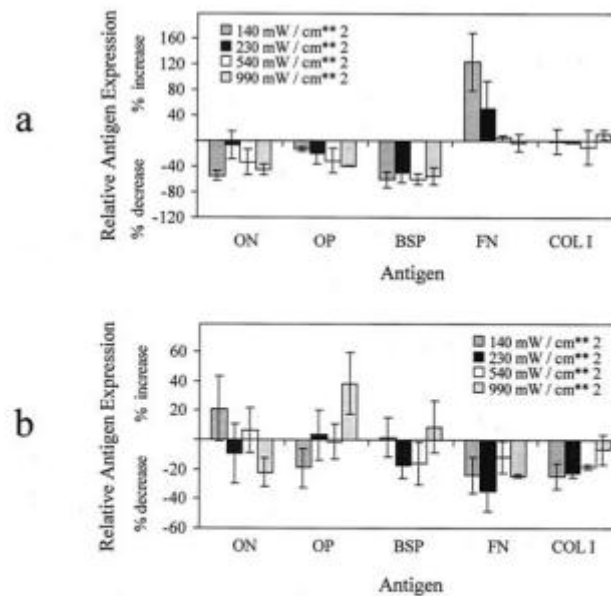 a
Relative Antigen Expression
% decrease % increase
160
120
80
40
-40
-80
-120
140 mW / cm** 2
230 mW / cm** 2
540 mW / cm** 2
990 mW / cm** 2
ON OP BSP FN COL I
Antigen
b
Relative Antigen Expression
% decrease % increase
60
40
20
0
-20
-40
-60
140 mW / cm** 2
230 mW / cm** 2
540 mW / cm** 2
990 mW / cm** 2
ON OP BSP FN COL I
Antigen